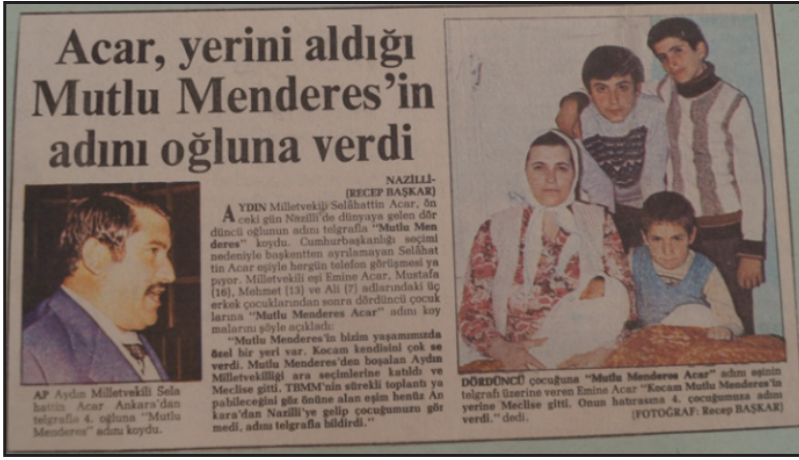 Acar, yerini aldığı
Mutlu Menderes’in
adını oğluna verdi
NAZİLLİ-
(RECEP BAŞKAR)
AYDIN Milletvekili Selâhattin Acar, ön
ceki gün Nazilli’de dünyaya gelen dör
düncü oğlunun adını telgrafla “Mutlu Men
deres” koydu. Cumhurbaşkanlığı seçimi
nedeniyle başkentten ayrılamayan Selâhat
tin Acar eşiyle hergün telefon görüşmesi ya
pıyor. Milletvekili eşi Emine Acar, Mustafa
(16), Mehmet (13) ve Ali (7) adlarındaki üç
erkek çocuklarından sonra dördüncü çocuk
larına “Mutlu Menderes Acar” adını koy
malarını şöyle açıkladı:
“Mutlu Menderes’in bizim yaşamımızda
özel bir yeri var. Kocam kendisini çok se
verdi. Mutlu Menderes’den boşalan Aydın
Milletvekilliği ara seçimlerine katıldı ve
Meclise gitti. TBMM’nin sürekli toplantı ya
pabileceğini göz önüne alan eşim henüz An
kara’dan Nazilli’ye gelip çocuğumuzu gör
medi, adını telgrafla bildirdi.”
AP Aydın Milletvekili Sela
hattin Acar Ankara’dan
telgrafla 4. oğluna “Mutlu
Menderes” adını koydu.
DÖRDÜNCÜ çocuğuna “Mutlu Menderes Acar” adını eşinin
telgrafı üzerine veren Emine Acar “Kocam Mutlu Menderes’in
yerine Meclise gitti. Onun hatırasına 4. çocuğumuza adını
verdi.” dedi. (FOTOĞRAF: Recep BAŞKAR)